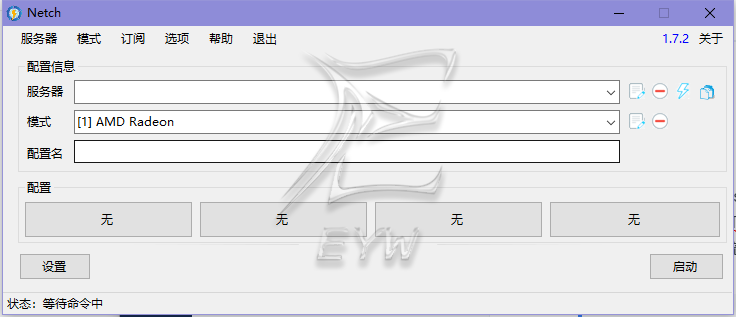 Netch
服务器 模式 订阅 选项 帮助 退出 1.7.2 关于
配置信息
服务器
模式 [1] AMD Radeon
配置名
配置
无 无 无 无
EYW
设置 启动
状态：等待命令中